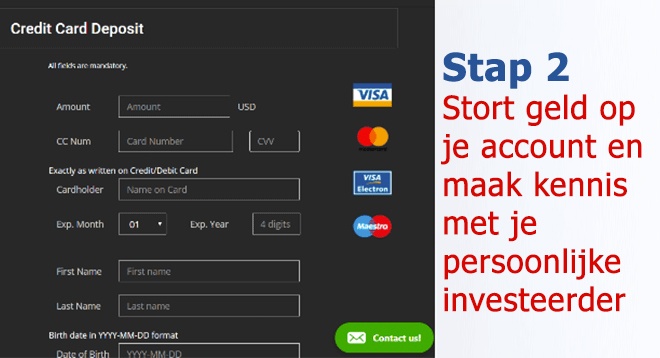 Credit Card Deposit
All fields are mandatory.
Amount Amount USD
CC Num Card Number CVV
Exactly as written on Credit/Debit Card
Cardholder Name on Card
Exp. Month 01 Exp. Year 4 digits
First Name First name
Last Name Last name
Birth date in YYYY-MM-DD format
Date of Birth YYYY-MM-DD
VISA
VISA
Electron
Maestro
Contact us!
Stap 2
Stort geld op
je account en
maak kennis
met je
persoonlijke
investeerder